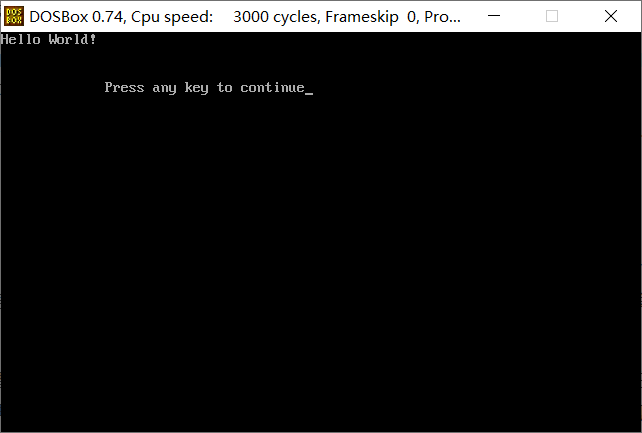 DOS
BOX
DOSBox 0.74, Cpu speed:    3000 cycles, Frameskip  0, Pro...
Hello World!
Press any key to continue_